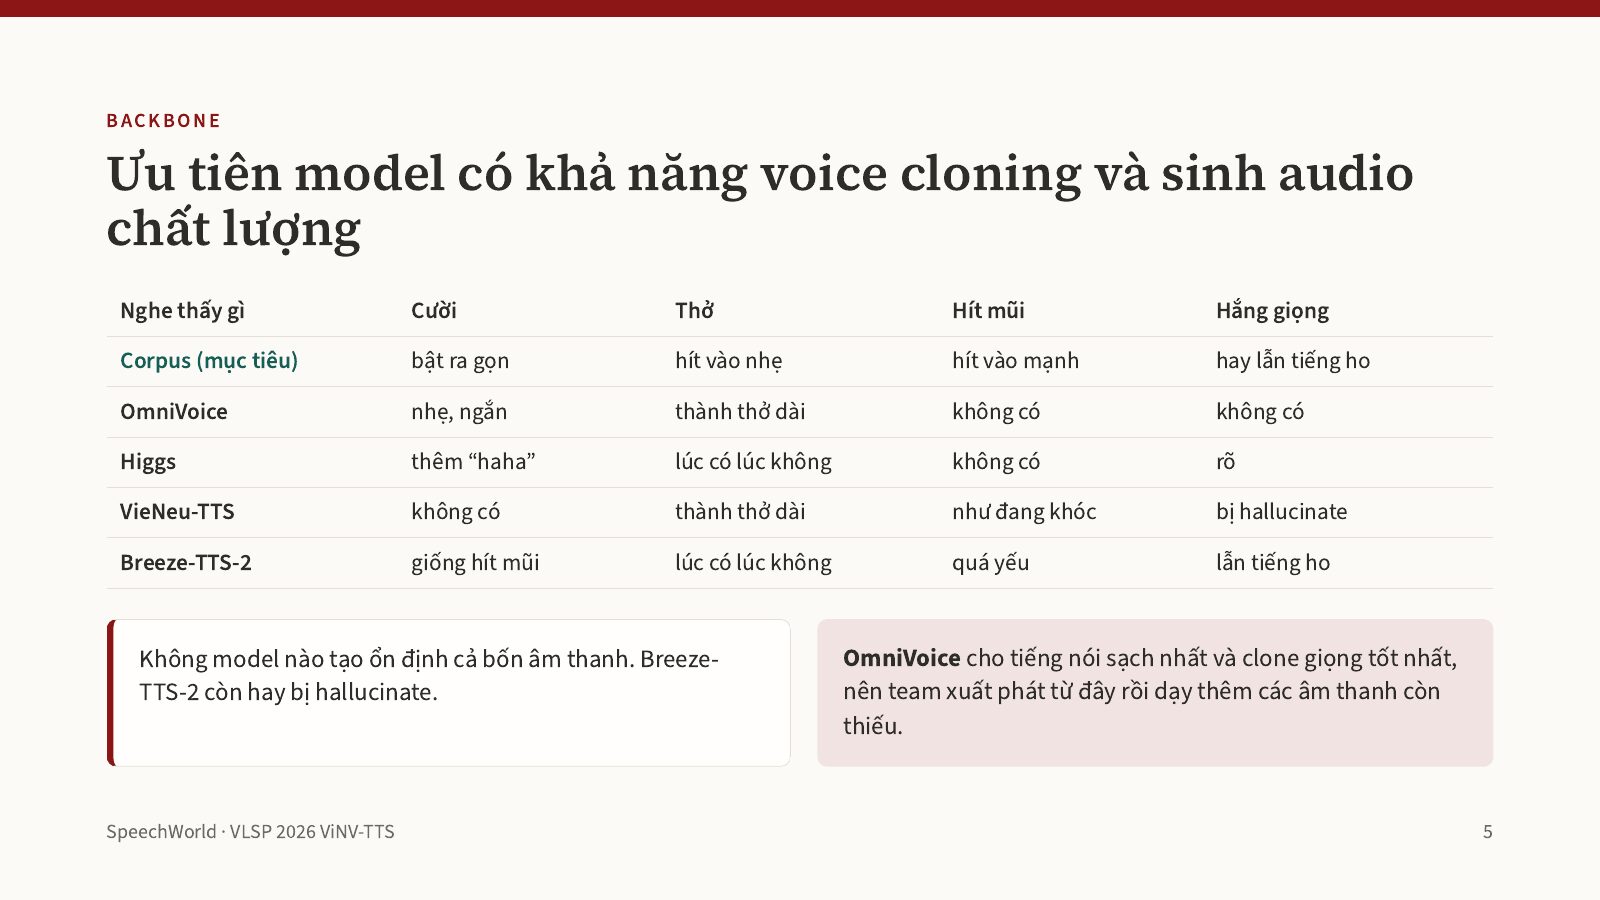 BACKBONE
Ưu tiên model có khả năng voice cloning và sinh audio
chất lượng
Nghe thấy gì Cười Thở Hít mũi Hắng giọng
Corpus (mục tiêu) bật ra gọn hít vào nhẹ hít vào mạnh hay lẫn tiếng ho
OmniVoice nhẹ, ngắn thành thở dài không có không có
Higgs thêm “haha” lúc có lúc không không có rõ
VieNeu-TTS không có thành thở dài như đang khóc bị hallucinate
Breeze-TTS-2 giống hít mũi lúc có lúc không quá yếu lẫn tiếng ho
Không model nào tạo ổn định cả bốn âm thanh. Breeze-
TTS-2 còn hay bị hallucinate.
OmniVoice cho tiếng nói sạch nhất và clone giọng tốt nhất,
nên team xuất phát từ đây rồi dạy thêm các âm thanh còn
thiếu.
SpeechWorld · VLSP 2026 ViNV-TTS
5